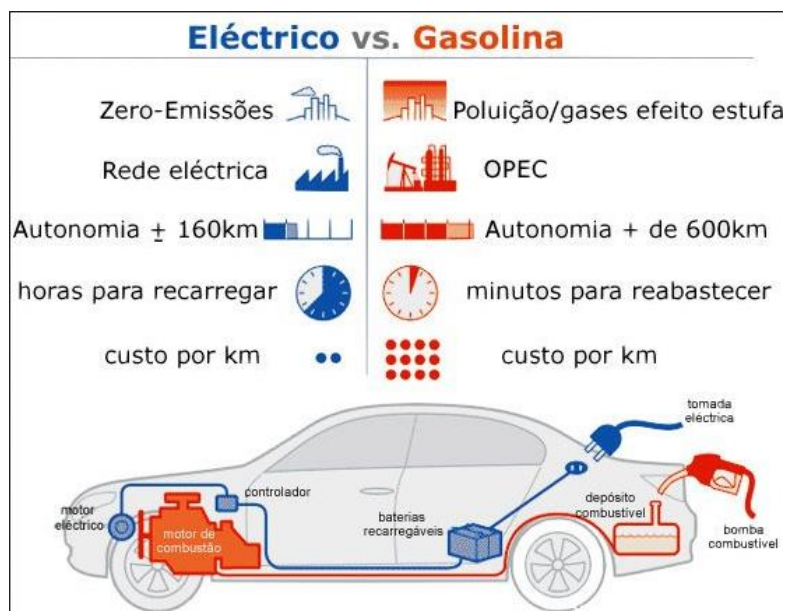 Eléctrico vs. Gasolina
Zero-Emissões
Poluição/gases efeito estufa
Rede eléctrica
OPEC
Autonomia ± 160km
Autonomia + de 600km
horas para recarregar
minutos para reabastecer
custo por km
custo por km
tomada
eléctrica
controlador
motor
eléctrico
motor de
combustão
baterias
recarregáveis
depósito
combustível
bomba
combustível